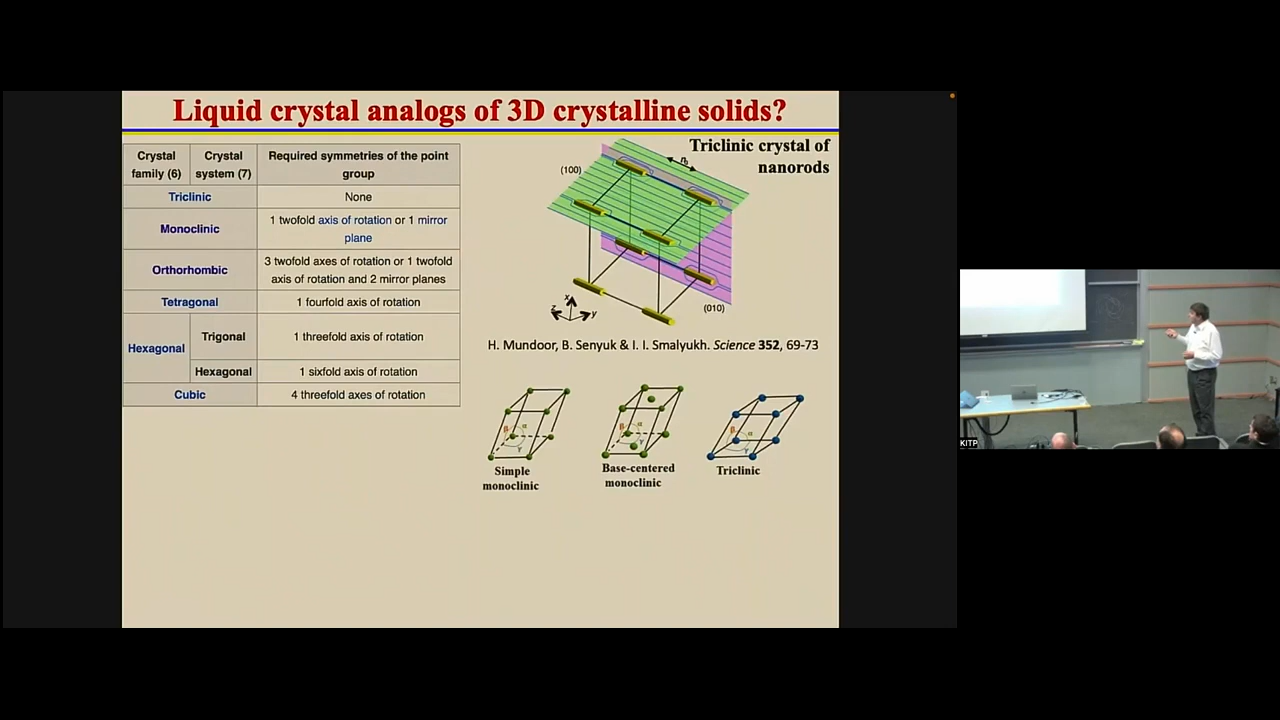 Liquid crystal analogs of 3D crystalline solids?
Crystal family (6)
Crystal system (7)
Required symmetries of the point group
Triclinic
None
Monoclinic
1 twofold axis of rotation or 1 mirror plane
Orthorhombic
3 twofold axes of rotation or 1 twofold axis of rotation and 2 mirror planes
Tetragonal
1 fourfold axis of rotation
Hexagonal
Trigonal
1 threefold axis of rotation
Hexagonal
1 sixfold axis of rotation
Cubic
4 threefold axes of rotation
Triclinic crystal of
nanorods
(100)
n₀
(010)
x
z
y
H. Mundoor, B. Senyuk & I. I. Smalyukh. Science 352, 69-73
β α
γ
β α
γ
β α
γ
Simple
monoclinic
Base-centered
monoclinic
Triclinic
KITP